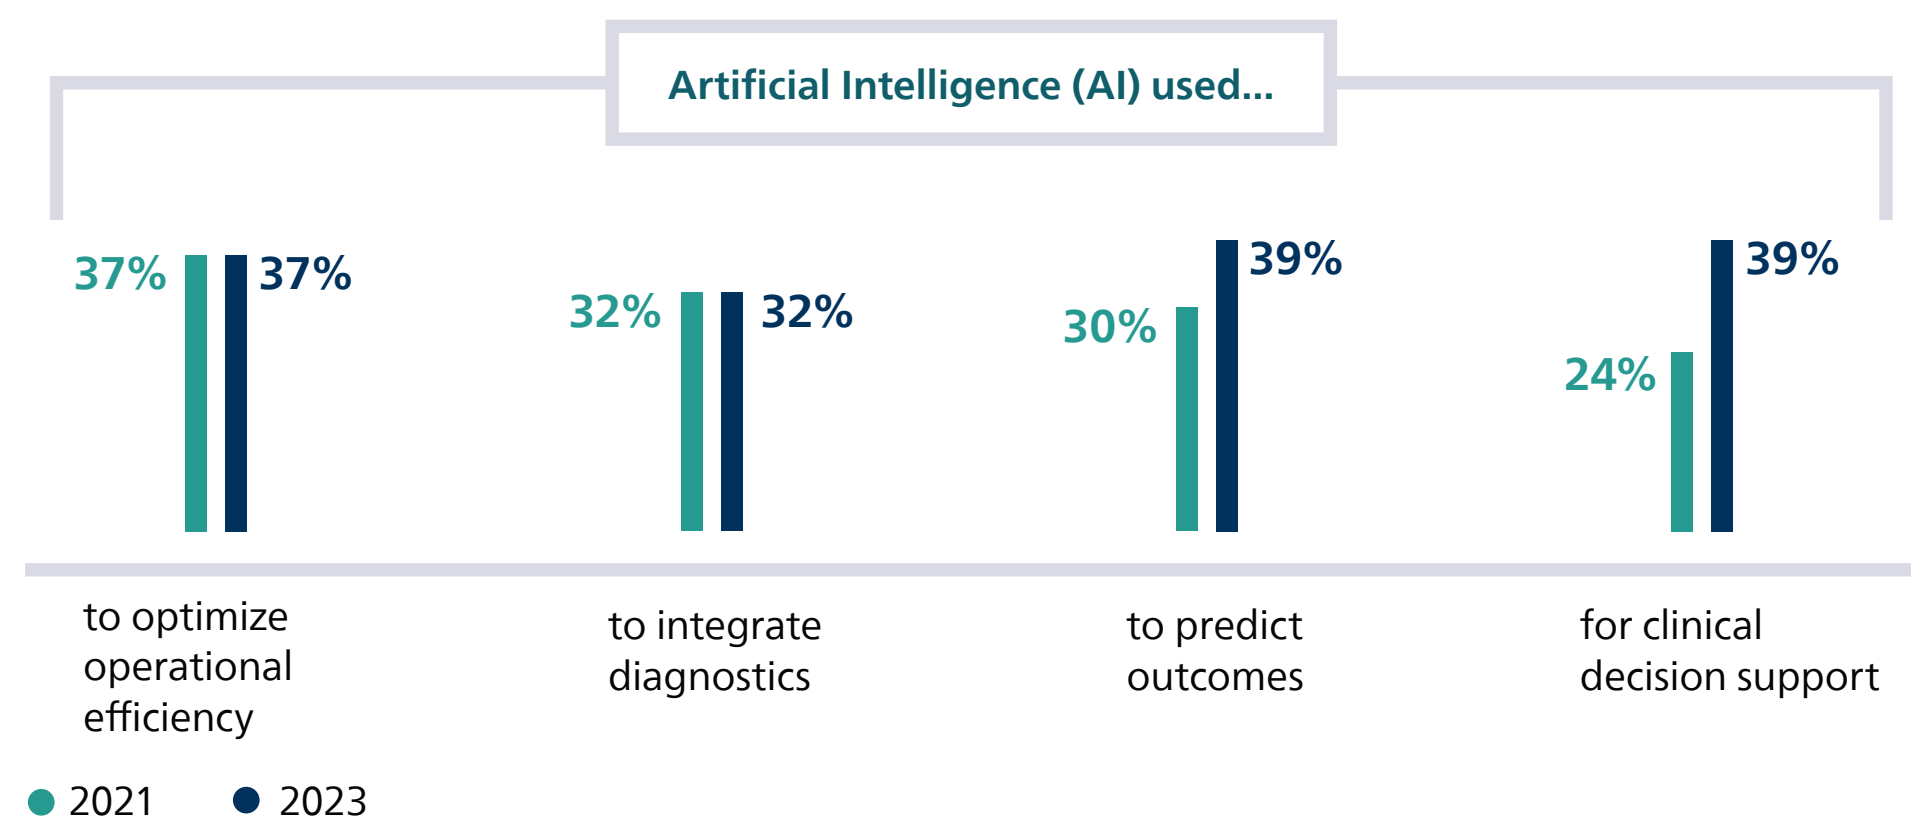 Artificial Intelligence (AI) used...
37% 37%
32% 32%
30% 39%
24% 39%
to optimize
operational
efficiency
to integrate
diagnostics
to predict
outcomes
for clinical
decision support
2021 2023